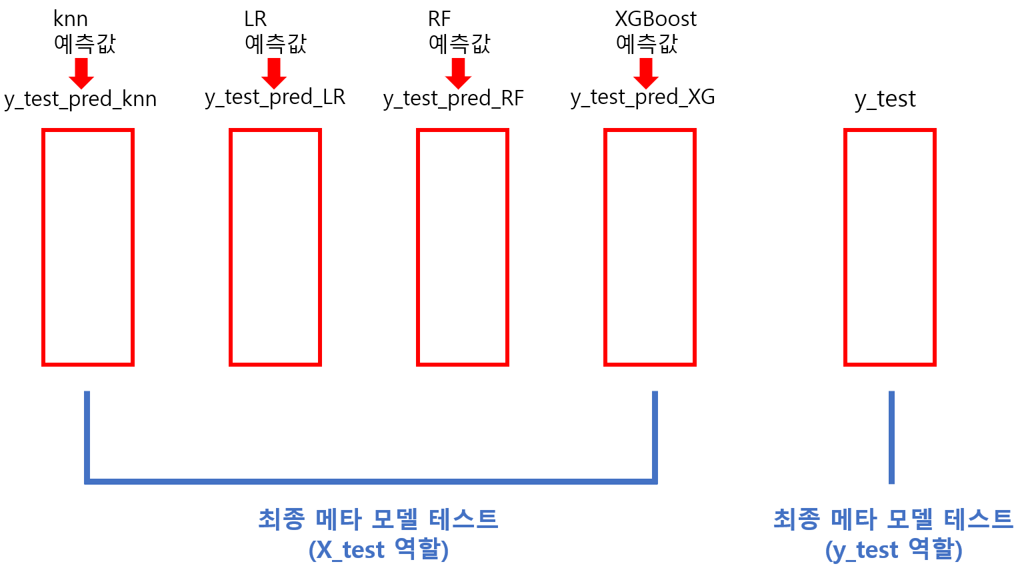 knn
예측값
y_test_pred_knn
LR
예측값
y_test_pred_LR
RF
예측값
y_test_pred_RF
XGBoost
예측값
y_test_pred_XG
y_test
최종 메타 모델 테스트
(X_test 역할)
최종 메타 모델 테스트
(y_test 역할)